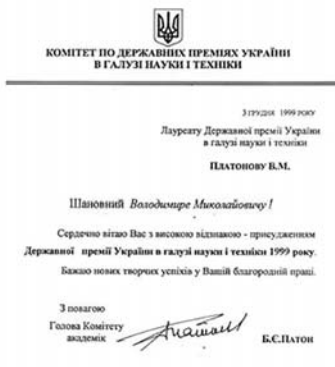 КОМІТЕТ ПО ДЕРЖАВНИХ ПРЕМІЯХ УКРАЇНИ
В ГАЛУЗІ НАУКИ І ТЕХНІКИ
3 ГРУДНЯ 1999 РОКУ
Лауреату Державної премії України
в галузі науки і техніки
ПЛАТОНОВУ В.М.
Шановний Володимире Миколайовичу !
Сердечно вітаю Вас з високою відзнакою - присудженням
Державної премії України в галузі науки і техніки 1999 року.
Бажаю нових творчих успіхів у Вашій благородній праці.
З повагою
Голова Комітету
академік
Б.Є.ПАТОН